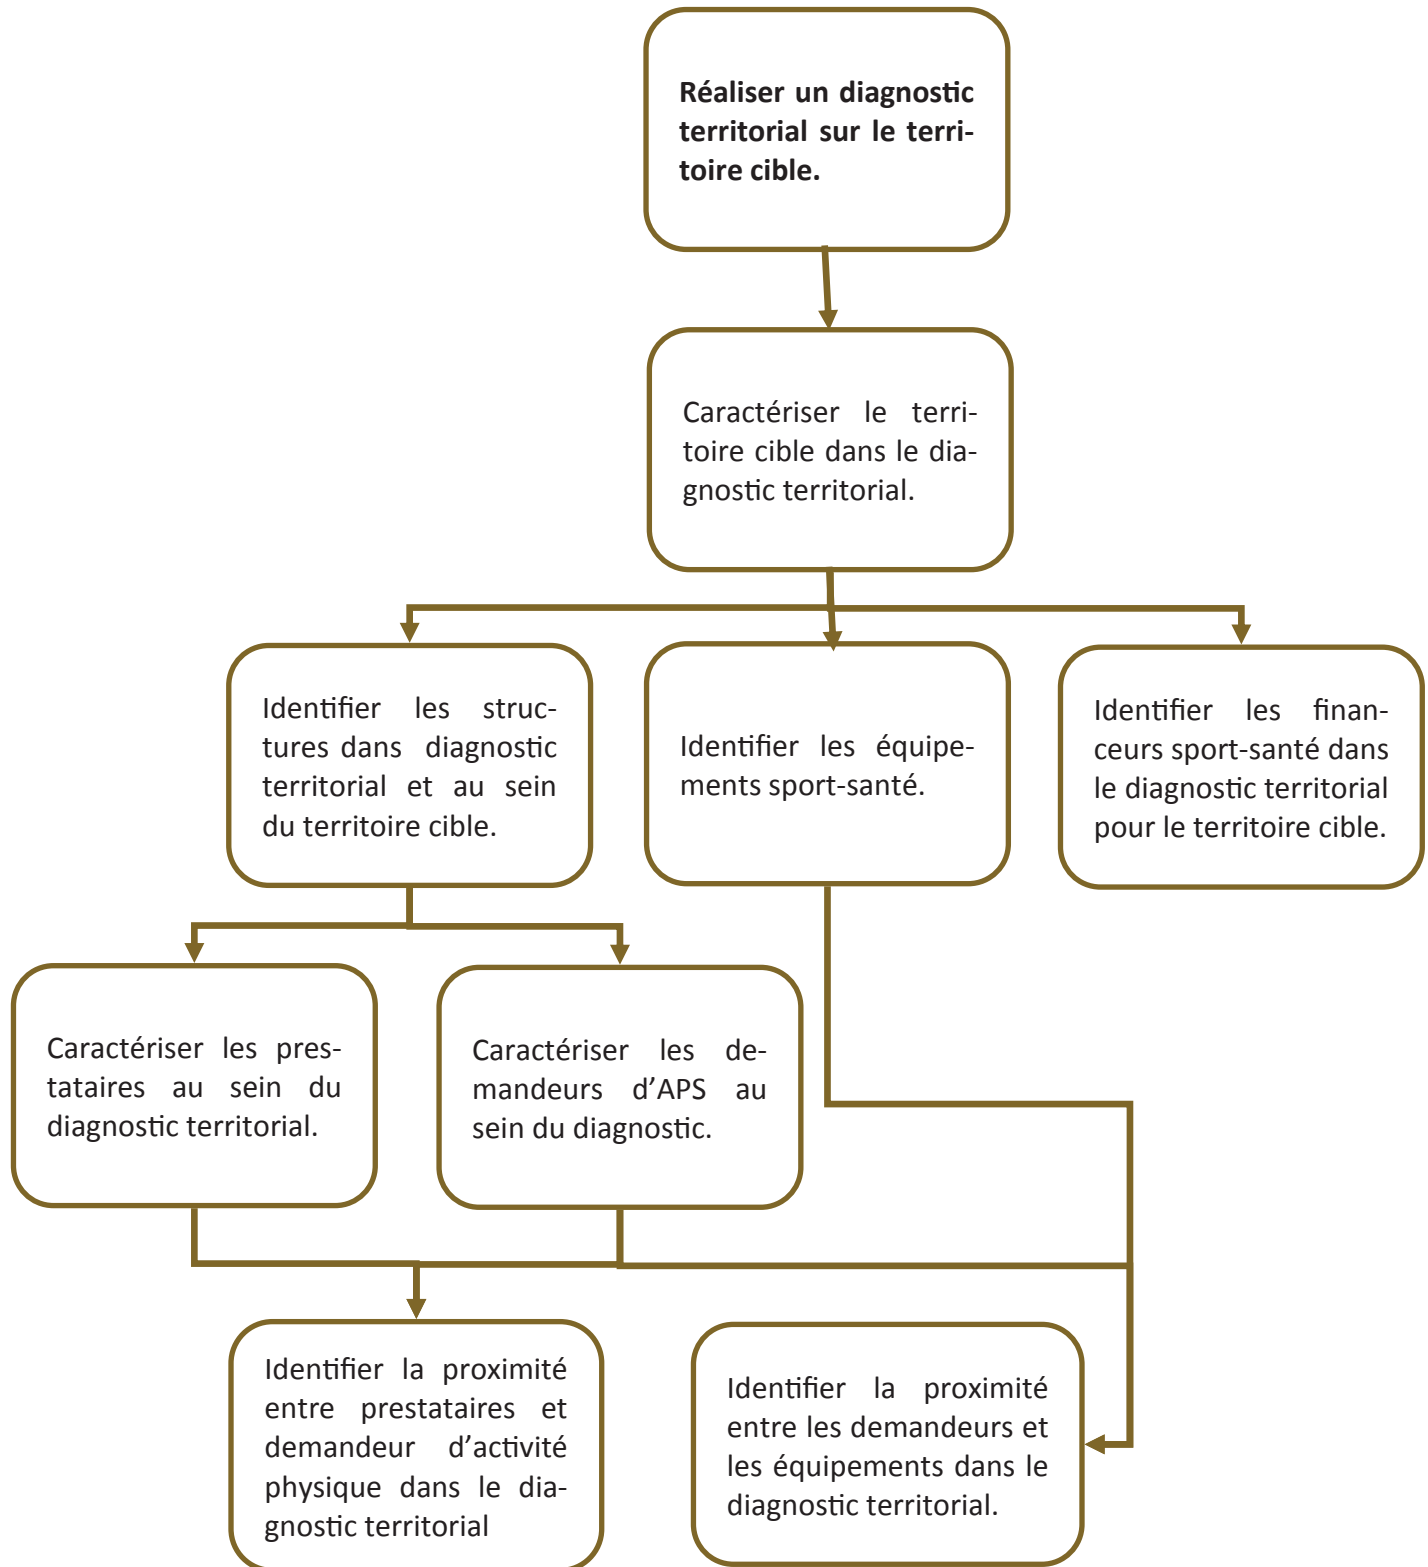 Réaliser un diagnostic
territorial sur le terri-
toire cible.
Caractériser le terri-
toire cible dans le dia-
gnostic territorial.
Identifier les struc-
tures dans diagnostic
territorial et au sein
du territoire cible.
Identifier les équipe-
ments sport-santé.
Identifier les finan-
ceurs sport-santé dans
le diagnostic territorial
pour le territoire cible.
Caractériser les pres-
tataires au sein du
diagnostic territorial.
Caractériser les de-
mandeurs d’APS au
sein du diagnostic.
Identifier la proximité
entre prestataires et
demandeur d’activité
physique dans le dia-
gnostic territorial
Identifier la proximité
entre les demandeurs et
les équipements dans le
diagnostic territorial.